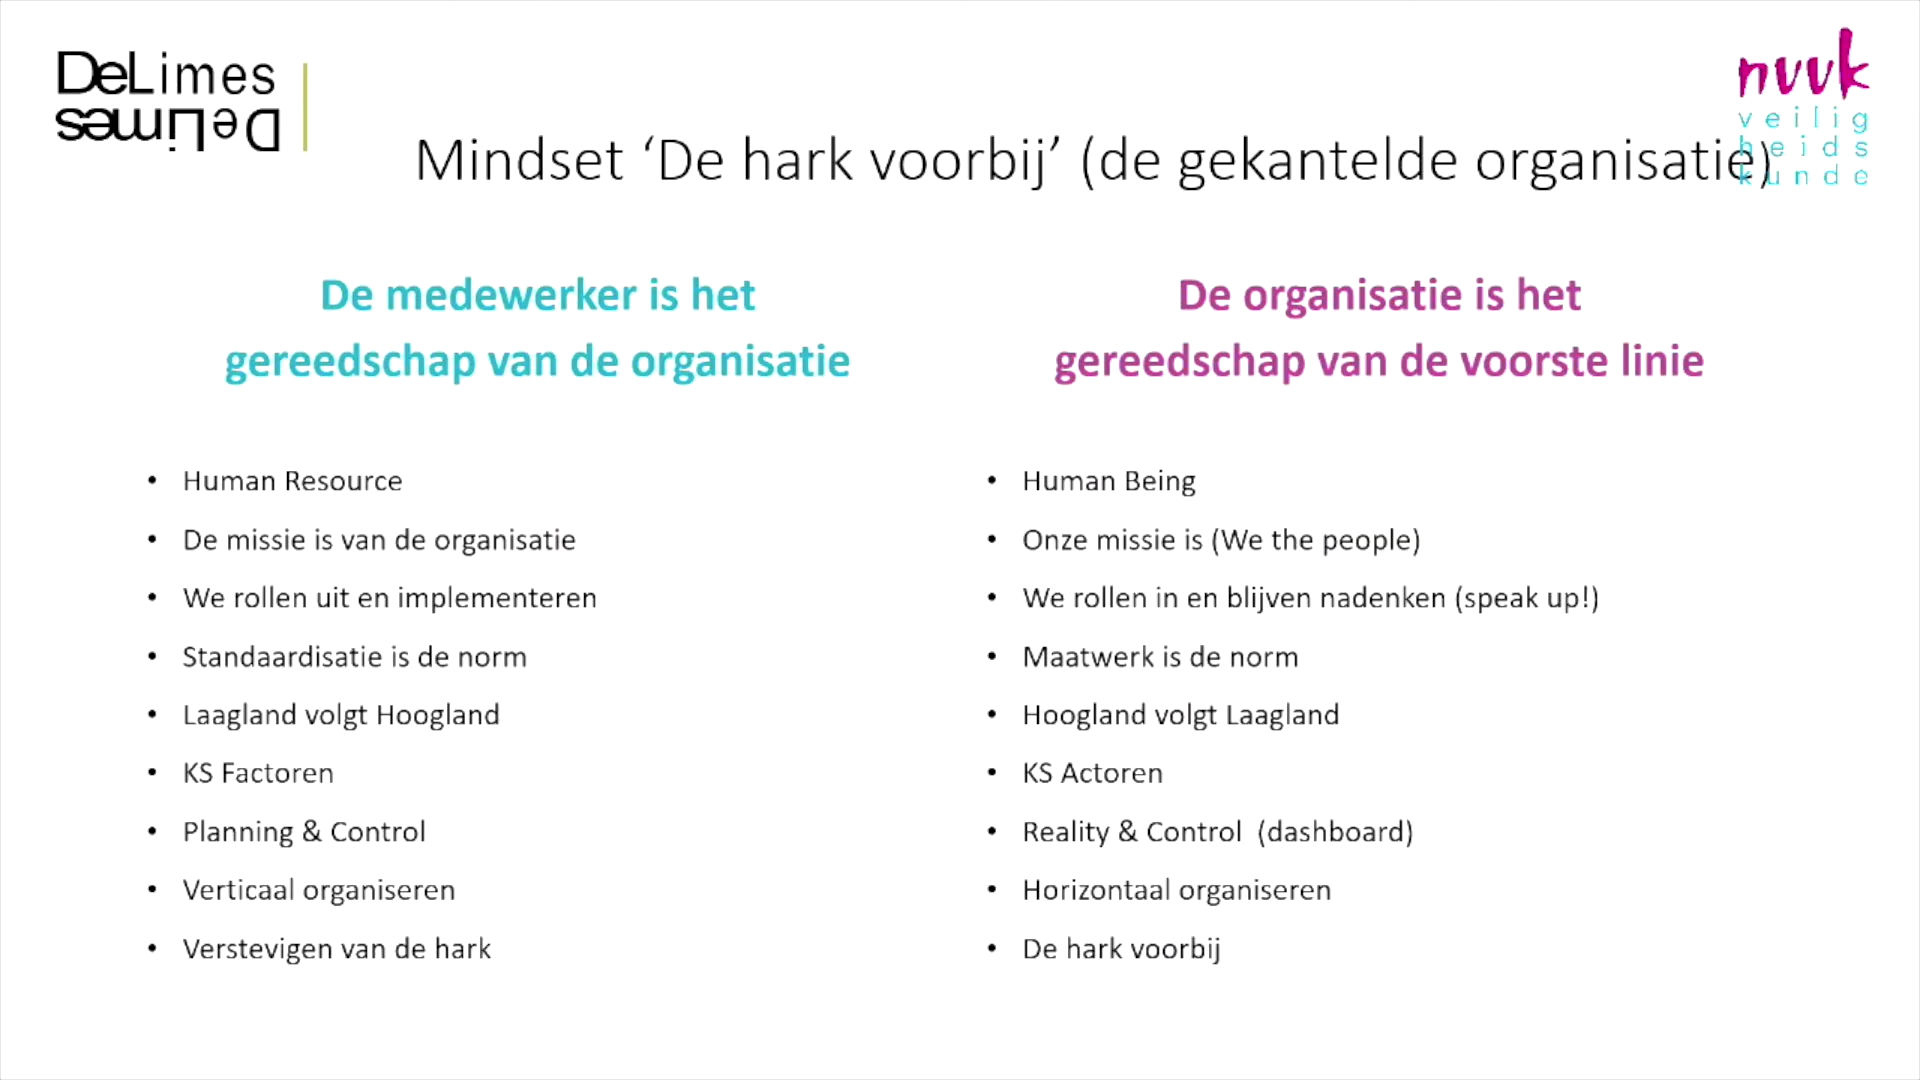 DeLimes
DeLimes
nvvk
veilig
heids
kunde
Mindset ‘De hark voorbij’ (de gekantelde organisatie)
De medewerker is het
gereedschap van de organisatie
• Human Resource
• De missie is van de organisatie
• We rollen uit en implementeren
• Standaardisatie is de norm
• Laagland volgt Hoogland
• KS Factoren
• Planning & Control
• Verticaal organiseren
• Verstevigen van de hark
De organisatie is het
gereedschap van de voorste linie
• Human Being
• Onze missie is (We the people)
• We rollen in en blijven nadenken (speak up!)
• Maatwerk is de norm
• Hoogland volgt Laagland
• KS Actoren
• Reality & Control (dashboard)
• Horizontaal organiseren
• De hark voorbij